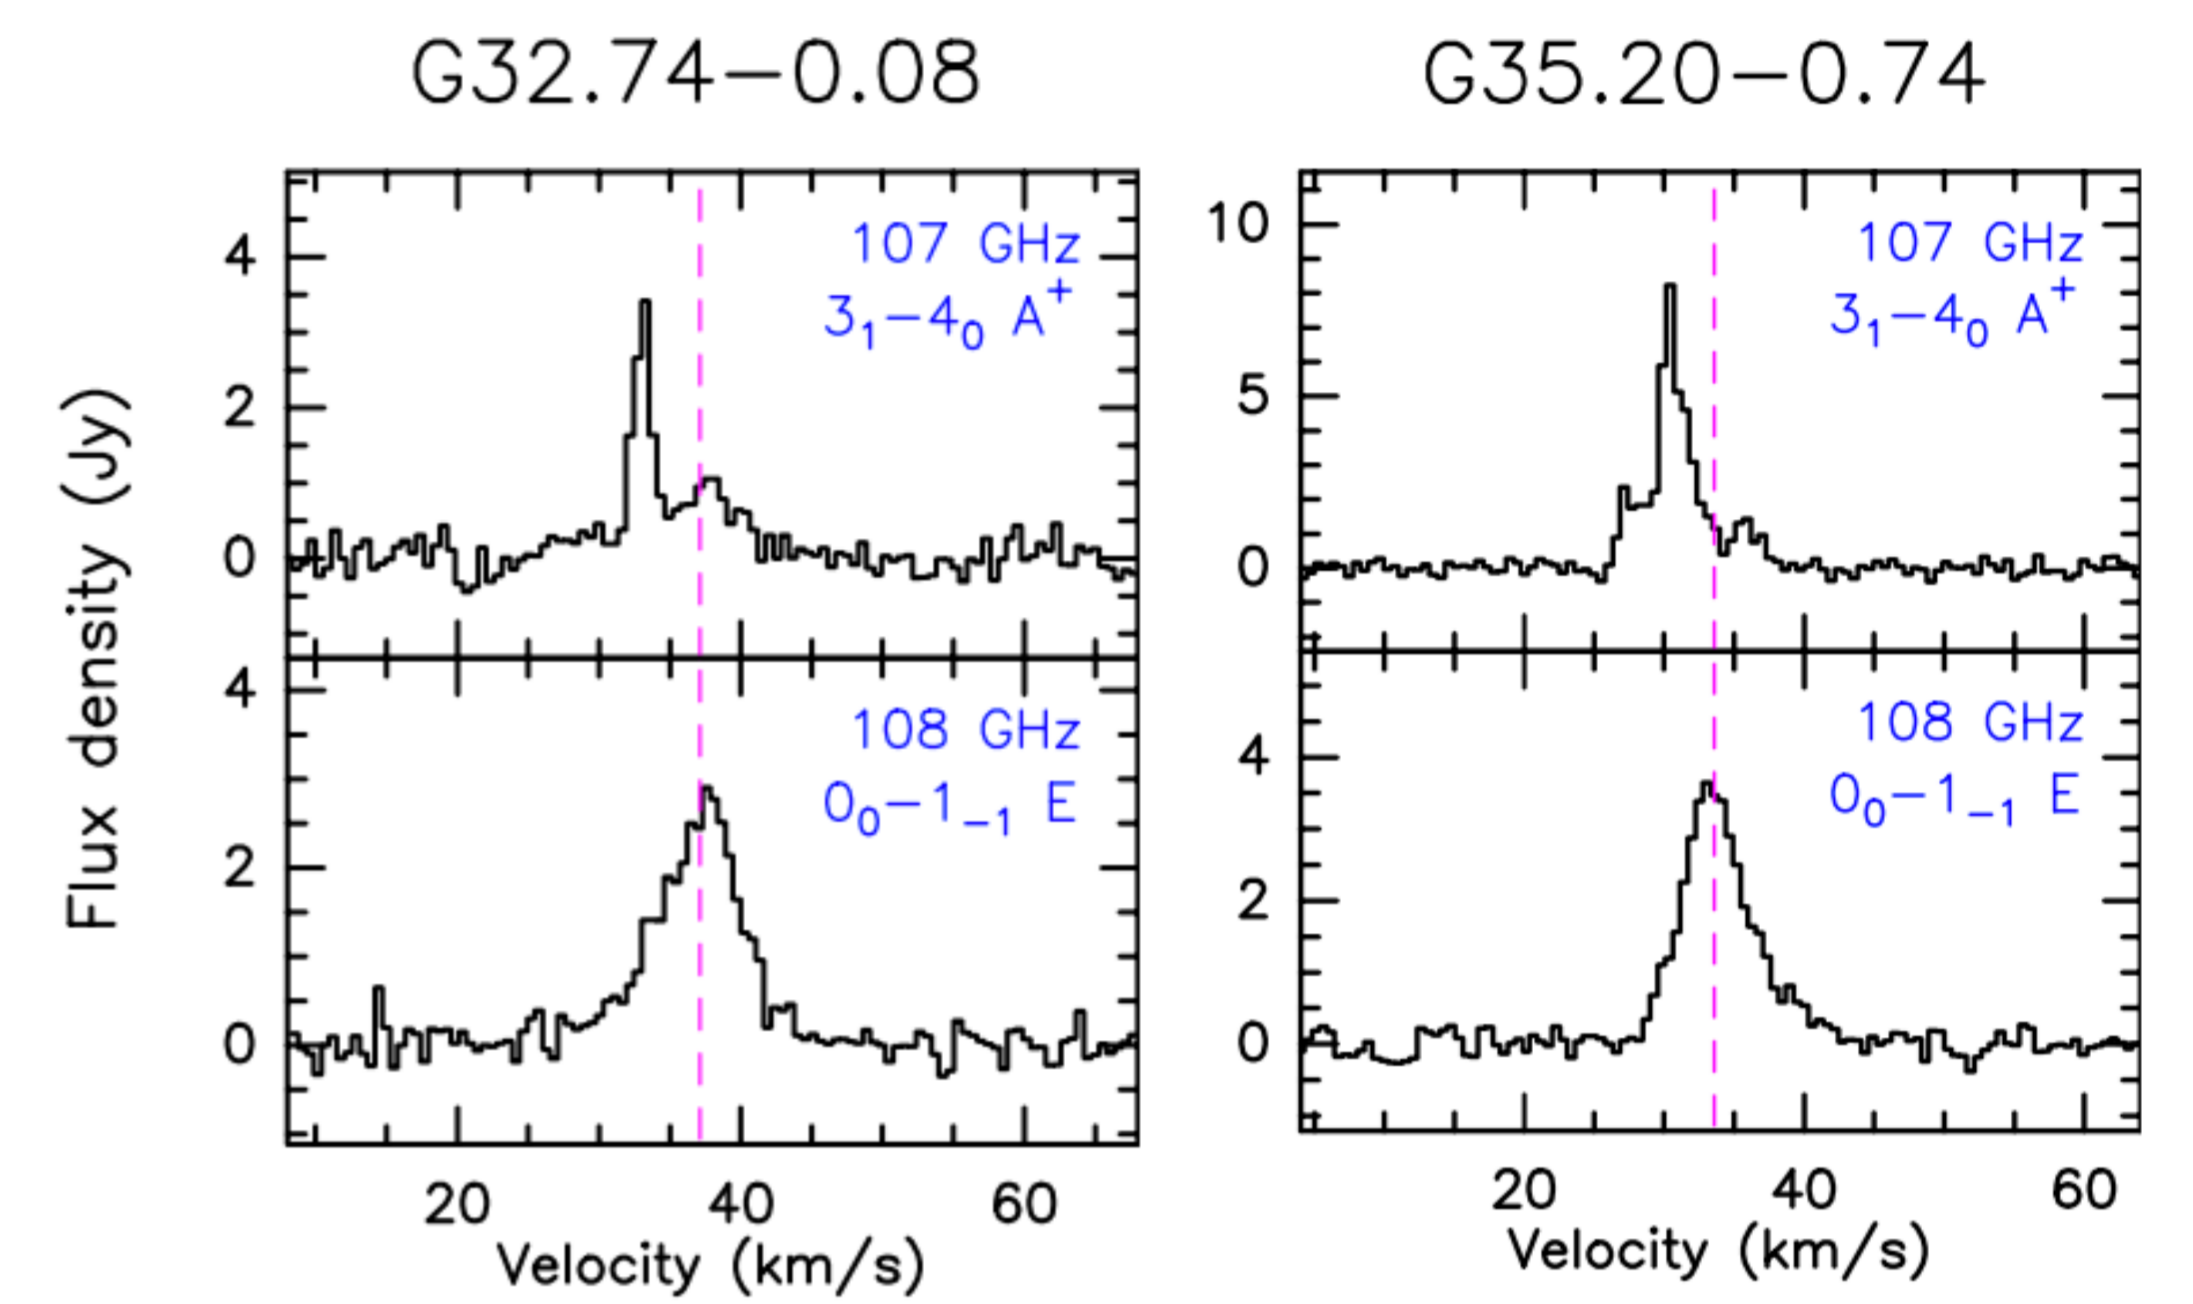 G32.74−0.08
G35.20−0.74
107 GHz
3₁−4₀ A⁺
4
2
0
108 GHz
0₀−1₋₁ E
4
2
0
20 40 60
Velocity (km/s)
Flux density (Jy)
107 GHz
3₁−4₀ A⁺
10
5
0
108 GHz
0₀−1₋₁ E
4
2
0
20 40 60
Velocity (km/s)